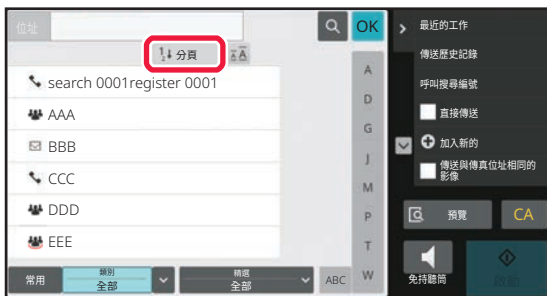 位址
OK
分頁
search 0001register 0001
AAA
BBB
CCC
DDD
EEE
A
D
G
J
M
P
T
W
常用
類別
全部
精選
全部
ABC
最近的工作
傳送歷史記錄
呼叫搜尋編號
直接傳送
加入新的
傳送與傳真位址相同的
影像
預覽
CA
免持聽筒
啟動